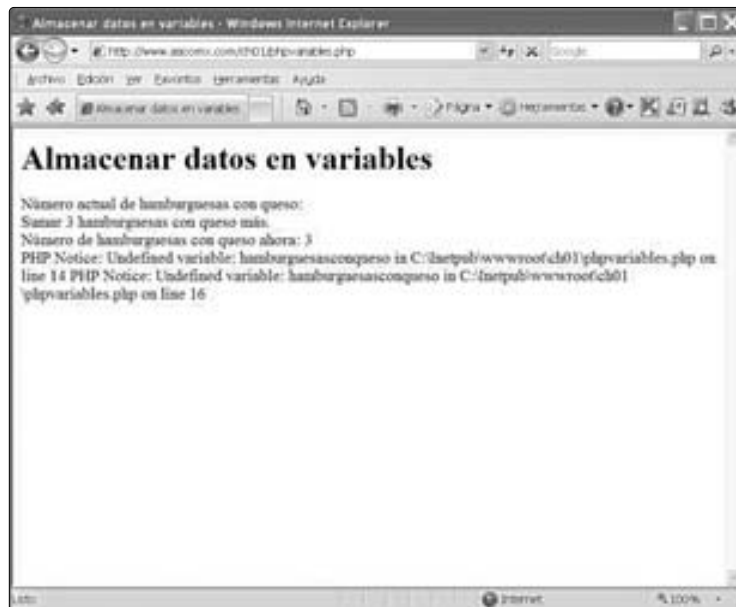 Almacenar datos en variables - Windows Internet Explorer
Google
Archivo Edición Ver Favoritos Herramientas Ayuda
Almacenar datos en variables Página Herramientas
Almacenar datos en variables
Número actual de hamburguesas con queso:
Sumar 3 hamburguesas con queso más.
Número de hamburguesas con queso ahora: 3
PHP Notice: Undefined variable: hamburguesasconqueso in C:\Inetpub\wwwroot\ch01\phpvariables.php on
line 14 PHP Notice: Undefined variable: hamburguesasconqueso in C:\Inetpub\wwwroot\ch01
\phpvariables.php on line 16
Listo Internet 100%